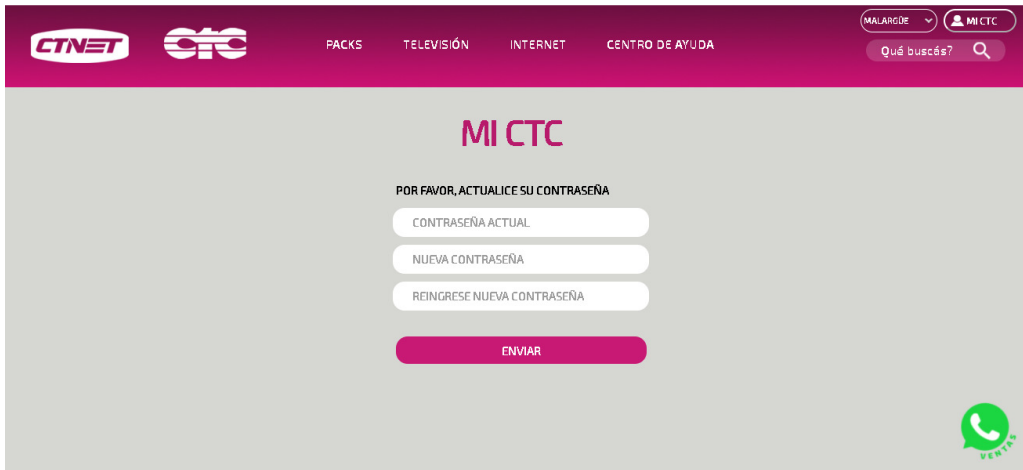 CTNET
CTC
PACKS
TELEVISIÓN
INTERNET
CENTRO DE AYUDA
MALARGÜE
MI CTC
Qué buscás?
MI CTC
POR FAVOR, ACTUALICE SU CONTRASEÑA
CONTRASEÑA ACTUAL
NUEVA CONTRASEÑA
REINGRESE NUEVA CONTRASEÑA
ENVIAR
VENTAS